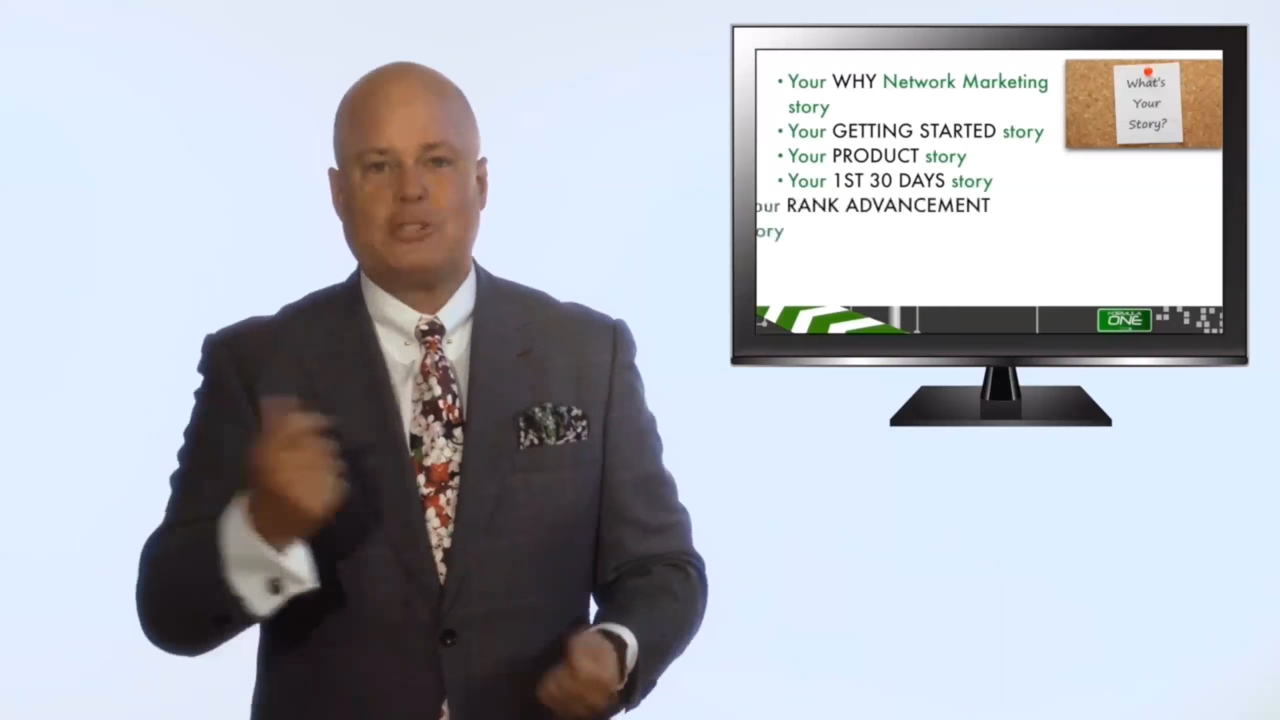 • Your WHY Network Marketing
story
• Your GETTING STARTED story
• Your PRODUCT story
• Your 1ST 30 DAYS story
our RANK ADVANCEMENT
ory
What's
Your
Story?
FORMULA
ONE